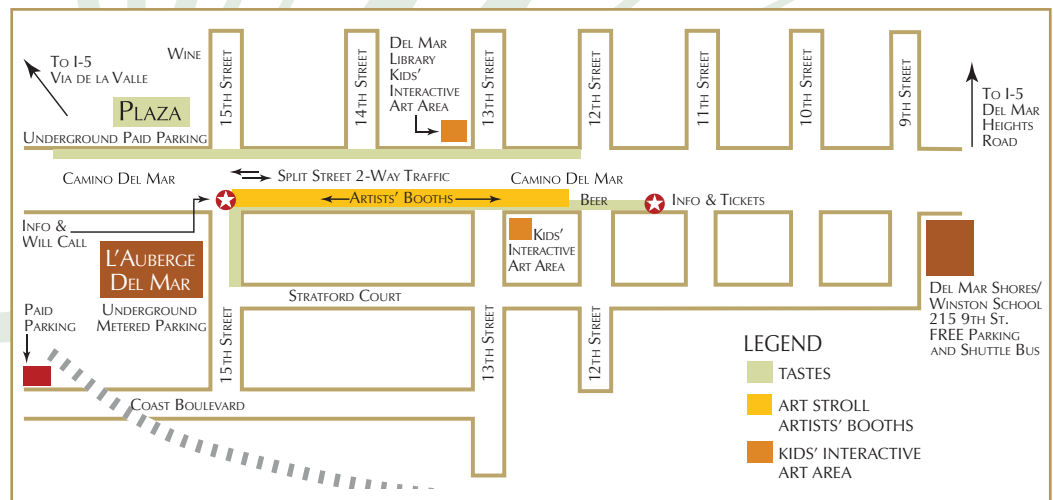 To I-5
Via de la Valle
Wine
Plaza
Underground Paid Parking
15th Street
14th Street
Del Mar
Library
Kids'
Interactive
Art Area
13th Street
12th Street
11th Street
10th Street
9th Street
To I-5
Del Mar
Heights
Road
Camino Del Mar
Split Street 2-Way Traffic
Artists' Booths
Camino Del Mar
Beer
Info & Tickets
Info &
Will Call
L'Auberge
Del Mar
Underground
Metered Parking
Kids'
Interactive
Art Area
Stratford Court
Del Mar Shores/
Winston School
215 9th St.
FREE Parking
and Shuttle Bus
Paid
Parking
15th Street
13th Street
12th Street
Coast Boulevard
LEGEND
TASTES
ART STROLL
ARTISTS' BOOTHS
KIDS' INTERACTIVE
ART AREA